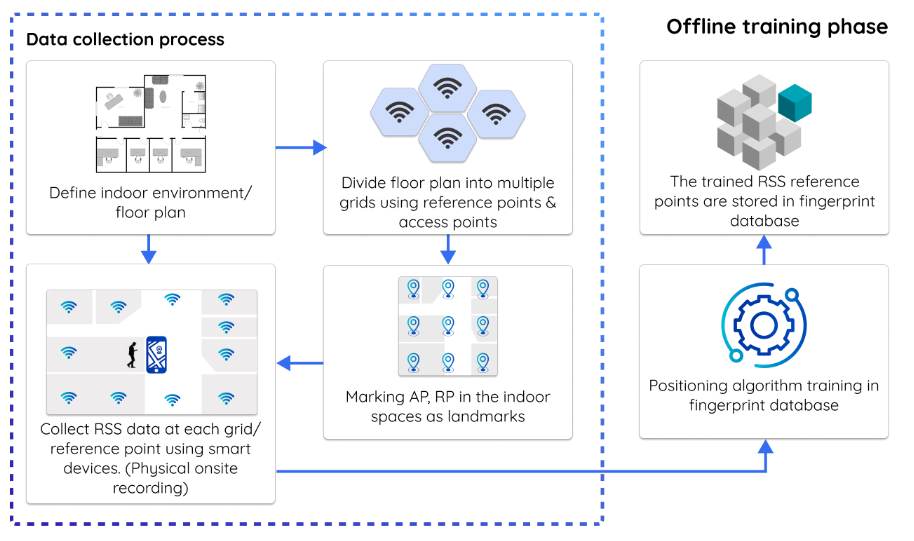 Offline training phase
Data collection process
Define indoor environment/
floor plan
Divide floor plan into multiple
grids using reference points &
access points
The trained RSS reference
points are stored in fingerprint
database
Collect RSS data at each grid/
reference point using smart
devices. (Physical onsite
recording)
Marking AP, RP in the indoor
spaces as landmarks
Positioning algorithm training in
fingerprint database